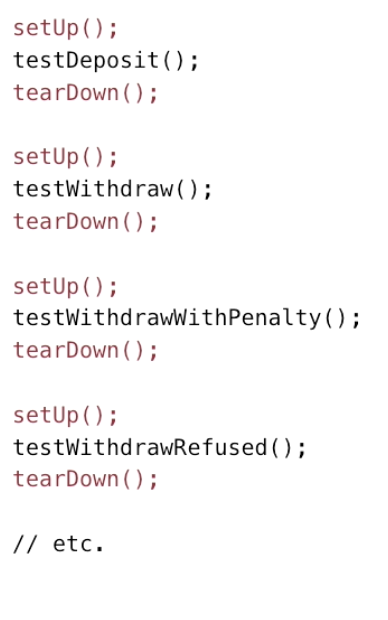 setUp();
testDeposit();
tearDown();

setUp();
testWithdraw();
tearDown();

setUp();
testWithdrawWithPenalty();
tearDown();

setUp();
testWithdrawRefused();
tearDown();

// etc.